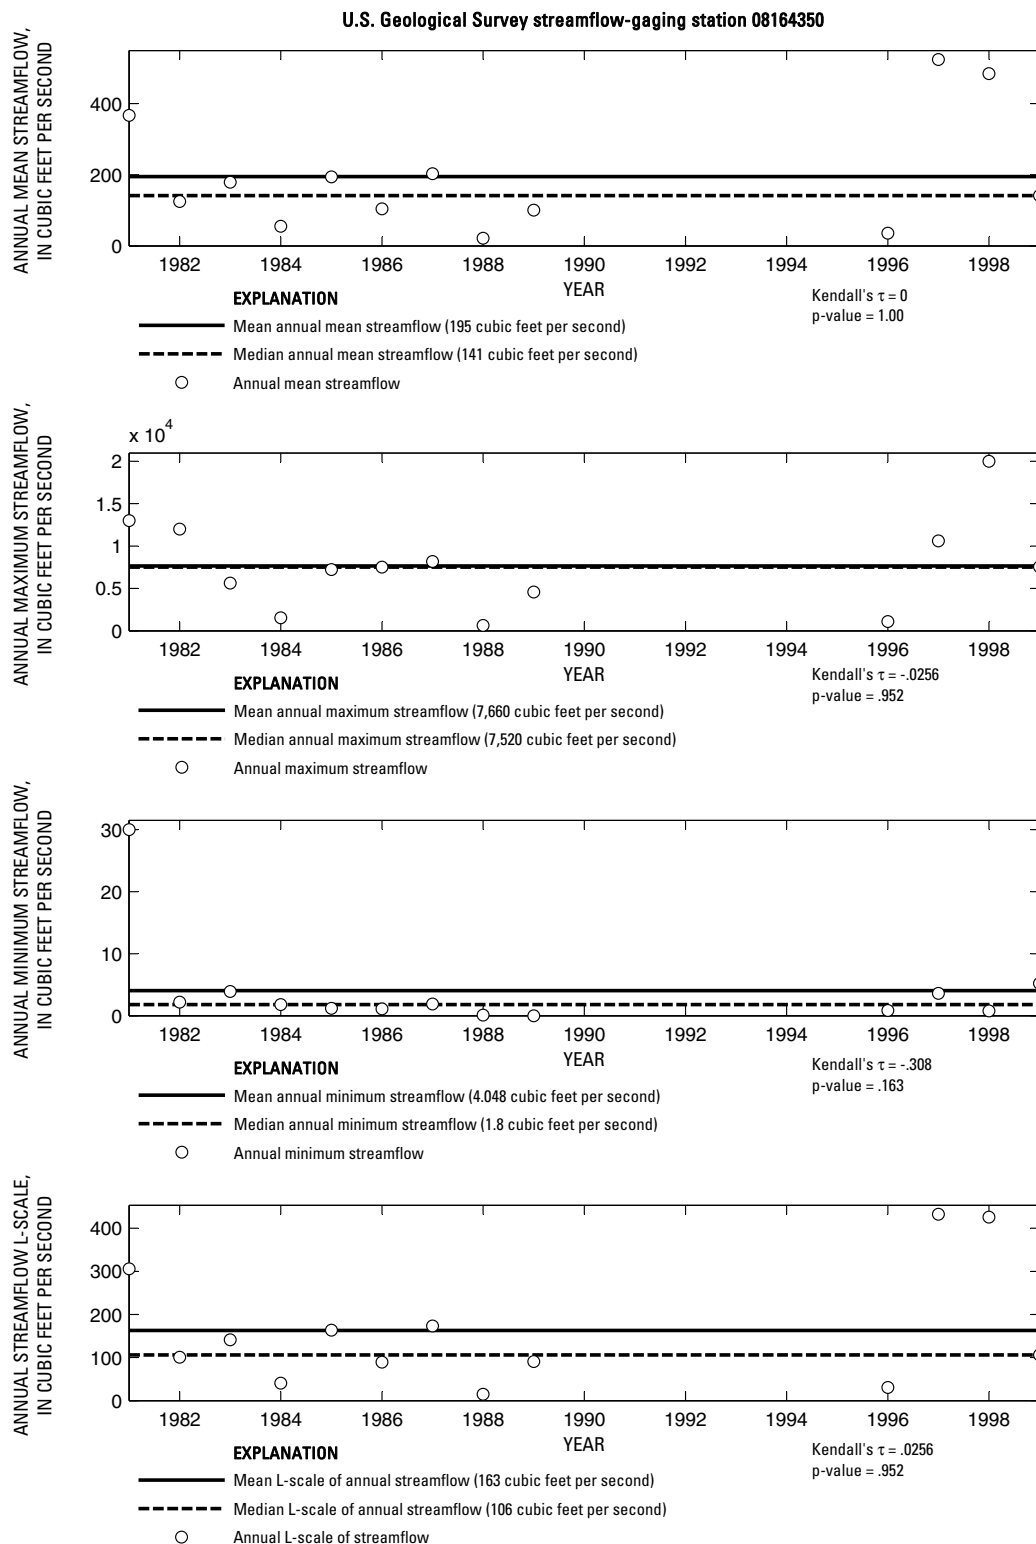 U.S. Geological Survey streamflow-gaging station 08164350
ANNUAL MEAN STREAMFLOW,
IN CUBIC FEET PER SECOND
400
200
0
1982 1984 1986 1988 1990 1992 1994 1996 1998
YEAR
Kendall's τ = 0
p-value = 1.00
EXPLANATION
Mean annual mean streamflow (195 cubic feet per second)
Median annual mean streamflow (141 cubic feet per second)
Annual mean streamflow
ANNUAL MAXIMUM STREAMFLOW,
IN CUBIC FEET PER SECOND
x 10^4
2
1.5
1
0.5
0
1982 1984 1986 1988 1990 1992 1994 1996 1998
YEAR
Kendall's τ = -.0256
p-value = .952
EXPLANATION
Mean annual maximum streamflow (7,660 cubic feet per second)
Median annual maximum streamflow (7,520 cubic feet per second)
Annual maximum streamflow
ANNUAL MINIMUM STREAMFLOW,
IN CUBIC FEET PER SECOND
30
20
10
0
1982 1984 1986 1988 1990 1992 1994 1996 1998
YEAR
Kendall's τ = -.308
p-value = .163
EXPLANATION
Mean annual minimum streamflow (4.048 cubic feet per second)
Median annual minimum streamflow (1.8 cubic feet per second)
Annual minimum streamflow
ANNUAL STREAMFLOW L-SCALE,
IN CUBIC FEET PER SECOND
400
300
200
100
0
1982 1984 1986 1988 1990 1992 1994 1996 1998
YEAR
Kendall's τ = .0256
p-value = .952
EXPLANATION
Mean L-scale of annual streamflow (163 cubic feet per second)
Median L-scale of annual streamflow (106 cubic feet per second)
Annual L-scale of streamflow